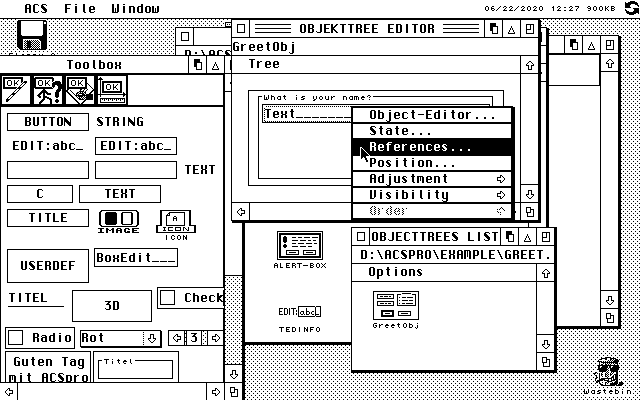 ACS File Window
06/22/2020 12:27 900KB
OBJEKTTREE EDITOR
GreetObj
Tree
What is your name?
Text
Object-Editor...
State...
References...
Position...
Adjustment
Visibility
Order
Toolbox
OK OK OK OK
BUTTON STRING
EDIT:abc_ EDIT:abc_
TEXT
C TEXT
TITLE
IMAGE
ICON
ICON
USERDEF
BoxEdit___
TITEL
3D
Check
Radio Rot 3
Guten Tag
mit ACSpro
Titel
ALERT-BOX
EDIT:abc
TEDINFO
OBJECTTREES LIST
D:\ACSPRO\EXAMPLE\GREET.
Options
GreetObj
Wastebin